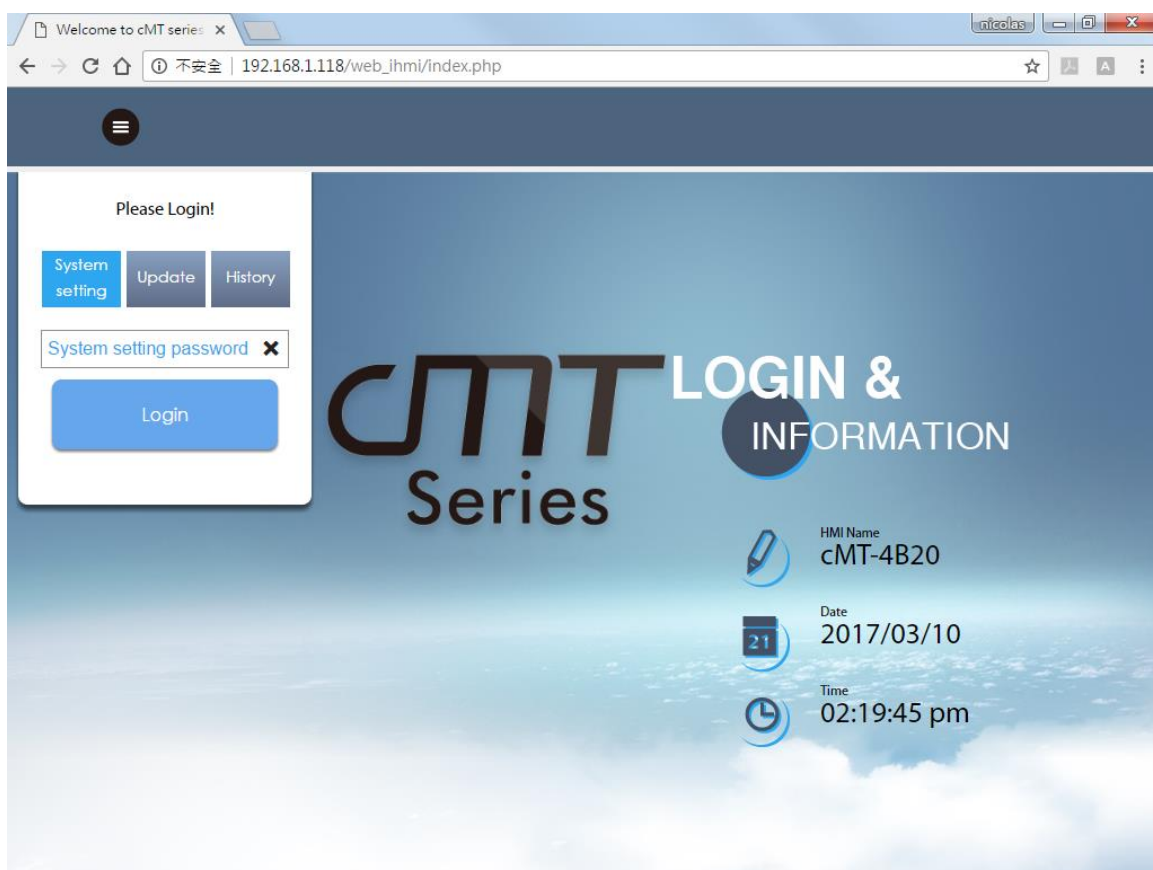 Welcome to cMT series
nicolas
不安全 | 192.168.1.118/web_ihmi/index.php
A
Please Login!
System setting
Update
History
System setting password
Login
cMT
Series
LOGIN &
INFORMATION
HMI Name
cMT-4B20
Date
21
2017/03/10
Time
02:19:45 pm